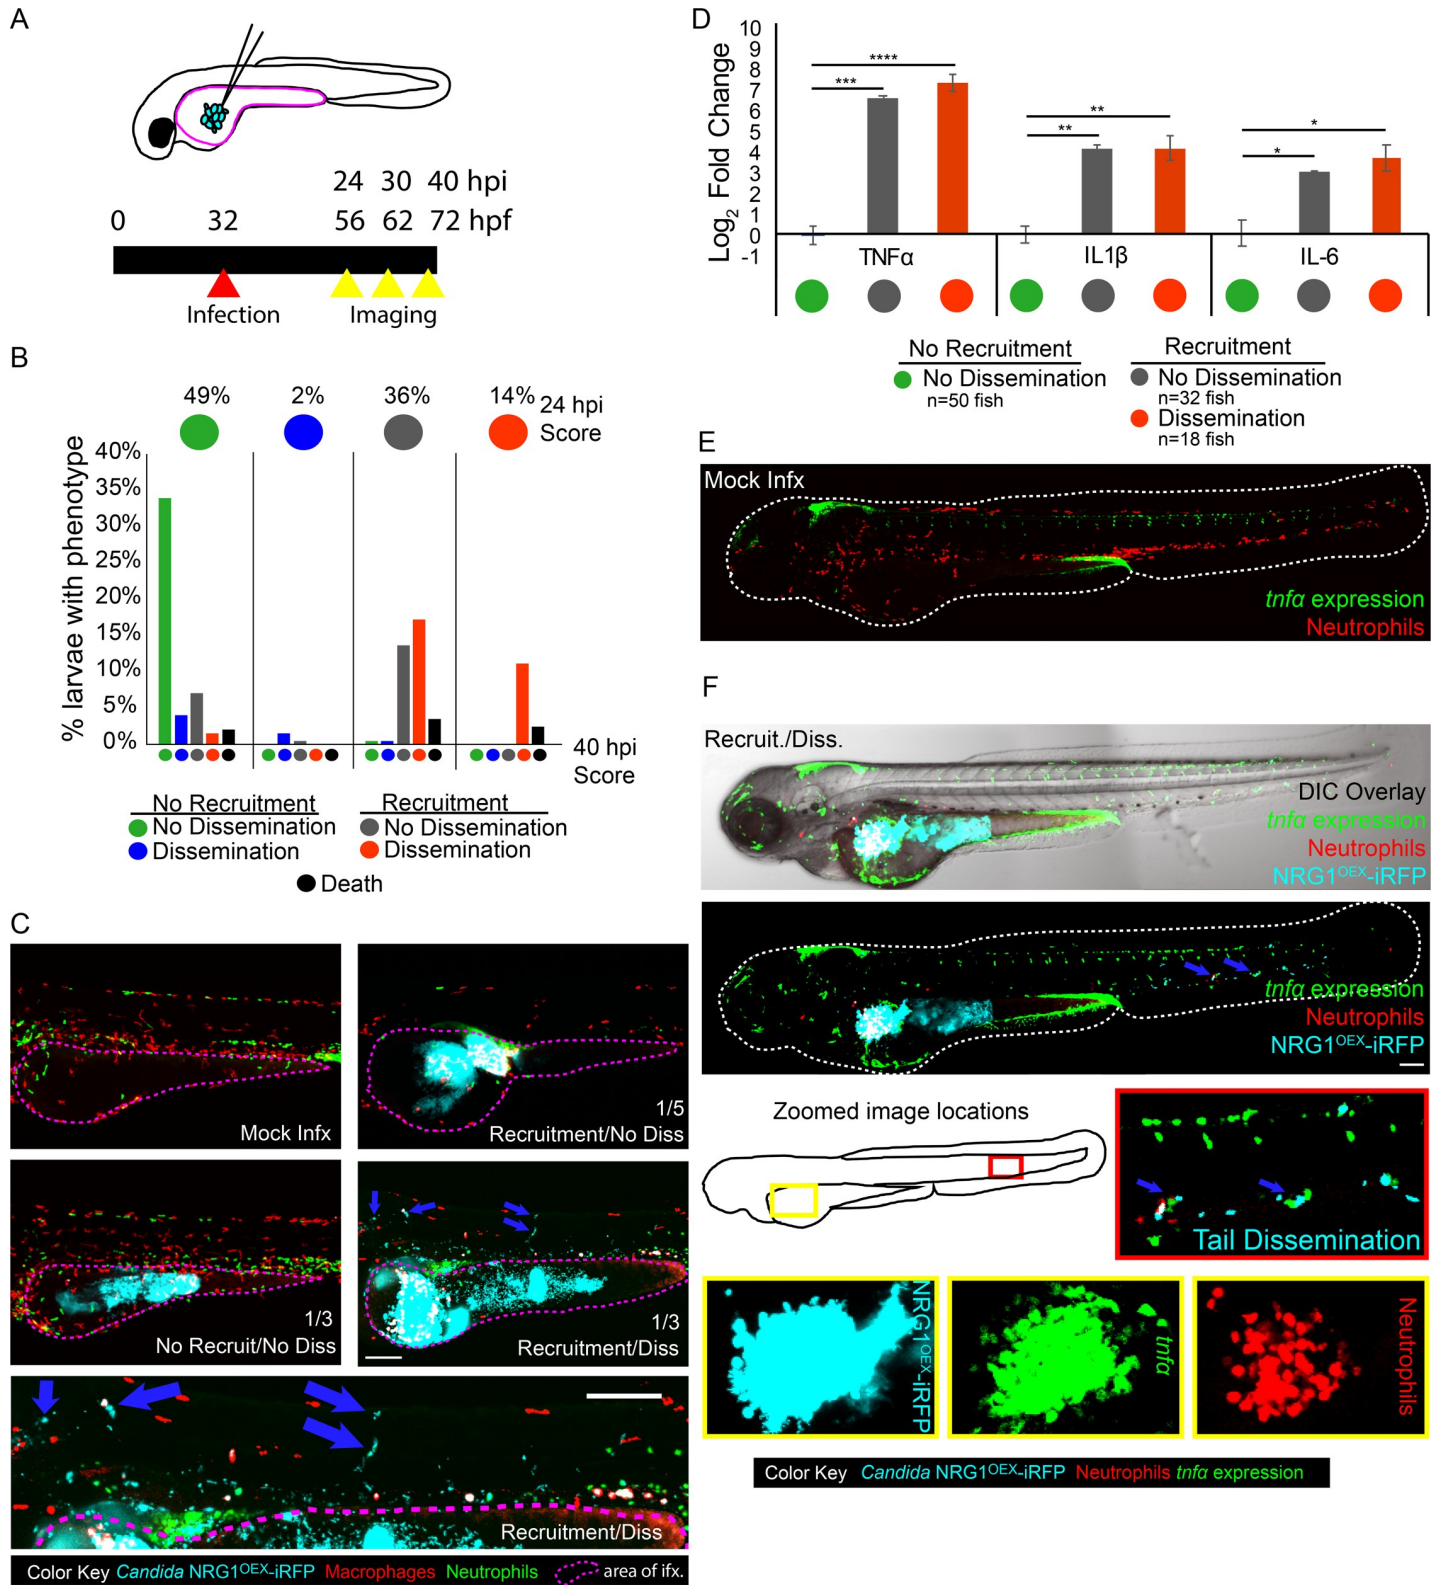 A
24 30 40 hpi
0 32 56 62 72 hpf
Infection Imaging
B
49% 2% 36% 14% 24 hpi
Score
% larvae with phenotype
40%
35%
30%
25%
20%
15%
10%
5%
0%
40 hpi
Score
No Recruitment
No Dissemination
Dissemination
Recruitment
No Dissemination
Dissemination
Death
C
Mock Infx
1/5
Recruitment/No Diss
1/3
No Recruit/No Diss
1/3
Recruitment/Diss
Recruitment/Diss
Color Key Candida NRG1OEX-iRFP Macrophages Neutrophils area of ifx.
D
Log2 Fold Change
10
9
8
7
6
5
4
3
2
1
0
-1
****
***
**
**
*
*
TNFα IL1β IL-6
No Recruitment
No Dissemination
n=50 fish
Recruitment
No Dissemination
n=32 fish
Dissemination
n=18 fish
E
Mock Infx
tnfα expression
Neutrophils
F
Recruit./Diss.
DIC Overlay
tnfα expression
Neutrophils
NRG1OEX-iRFP
tnfα expression
Neutrophils
NRG1OEX-iRFP
Zoomed image locations
Tail Dissemination
NRG1OEX-iRFP
tnfα
Neutrophils
Color Key Candida NRG1OEX-iRFP Neutrophils tnfα expression